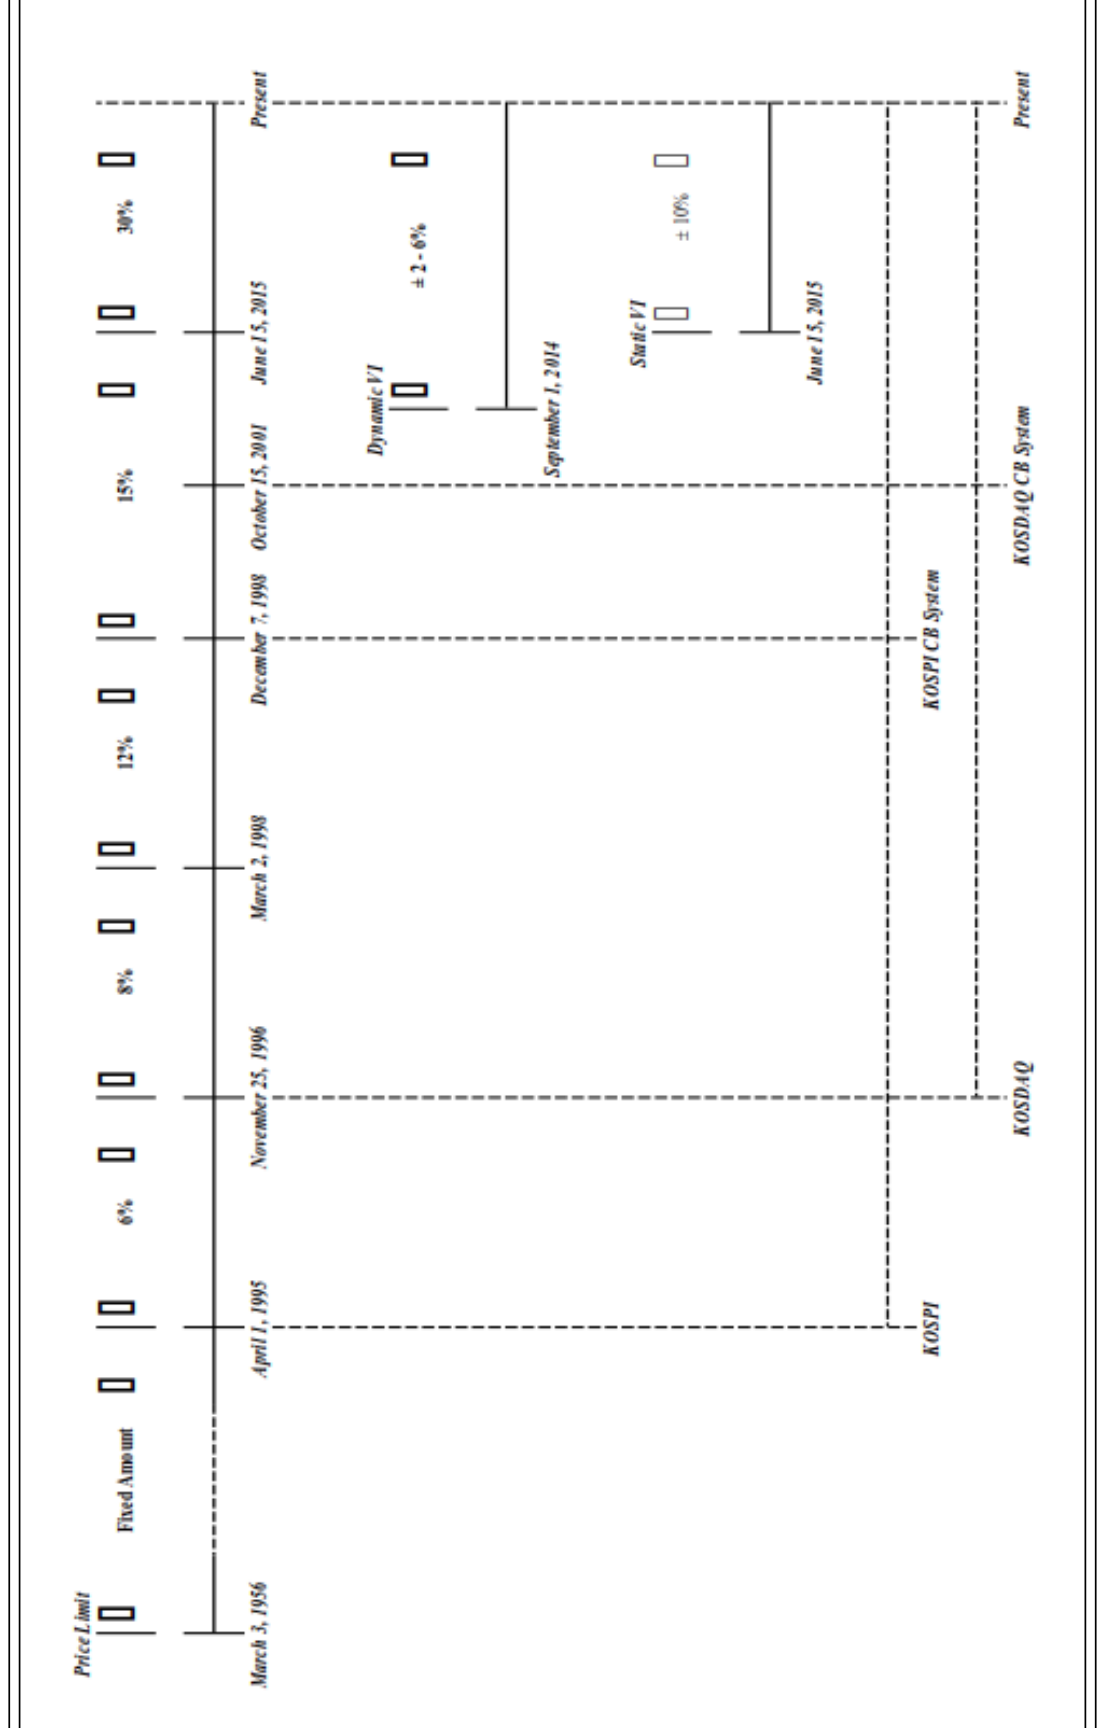 Price Limit
Fixed Amount
6%
8%
12%
15%
30%
March 3, 1956
April 1, 1995
November 25, 1996
March 2, 1998
December 7, 1998
October 15, 2001
June 15, 2015
Present
Dynamic VI
± 2 - 6%
September 1, 2014
Static VI
± 10%
June 15, 2015
KOSPI
KOSPI CB System
KOSDAQ
KOSDAQ CB System
Present